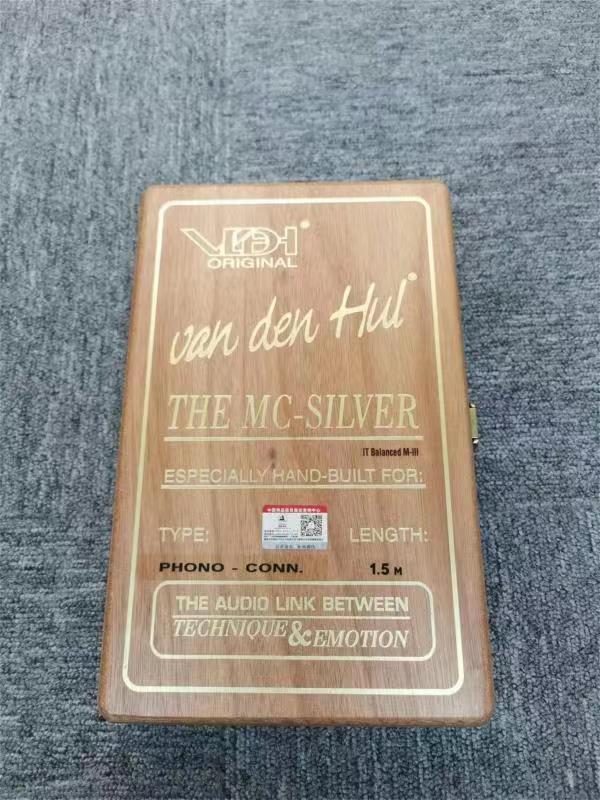 VDH®
ORIGINAL
van den Hul®
THE MC-SILVER
IT Balanced M-III
ESPECIALLY HAND-BUILT FOR:
TYPE:
LENGTH:
PHONO - CONN.
1.5 M
THE AUDIO LINK BETWEEN
TECHNIQUE & EMOTION